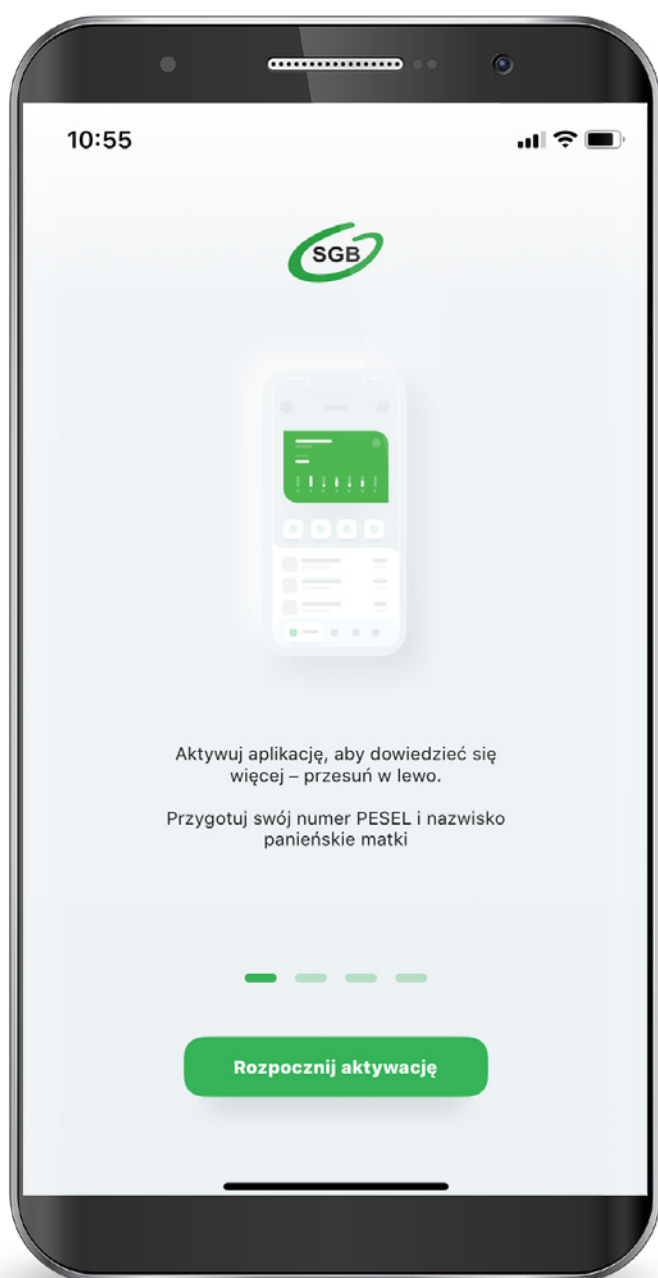 10:55
SGB
Aktywuj aplikację, aby dowiedzieć się
więcej – przesuń w lewo.
Przygotuj swój numer PESEL i nazwisko
panieńskie matki
Rozpocznij aktywację